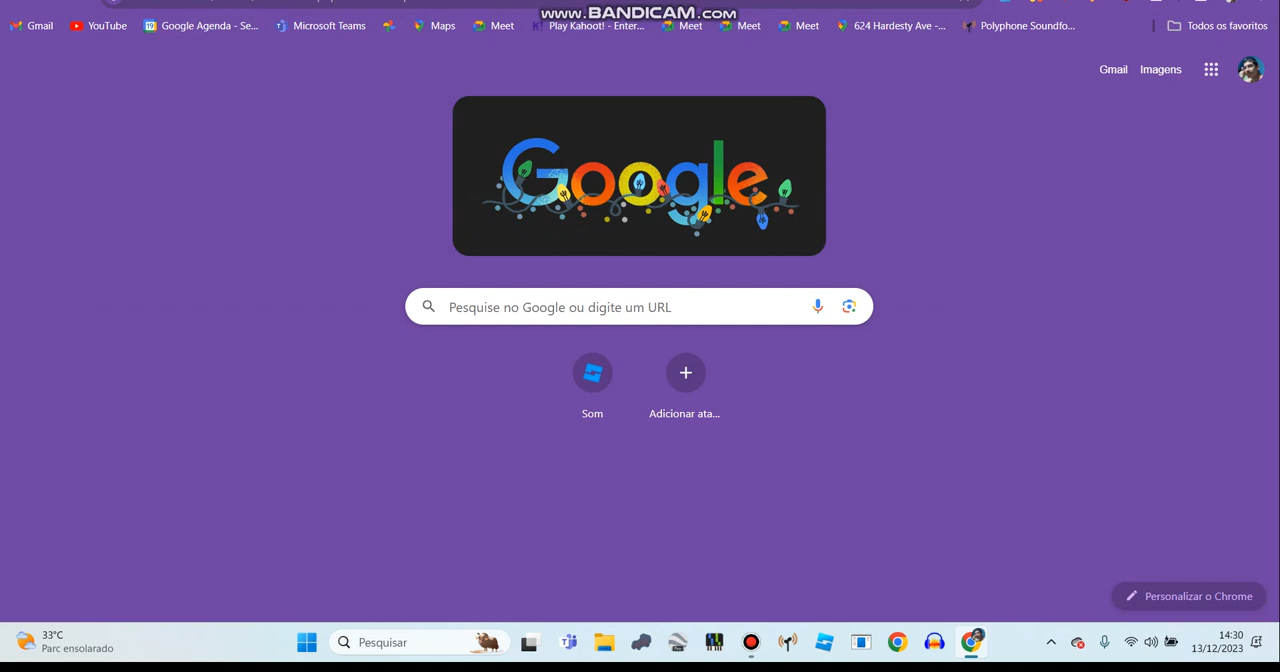 www.BANDICAM.com
Gmail YouTube Google Agenda - Se... Microsoft Teams Maps Meet Play Kahoot! - Enter... Meet Meet Meet 624 Hardesty Ave -... Polyphone Soundfo... Todos os favoritos
Gmail Imagens
Google
Pesquise no Google ou digite um URL
Som Adicionar ata...
Personalizar o Chrome
33°C
Parc ensolarado
Pesquisar
14:30
13/12/2023